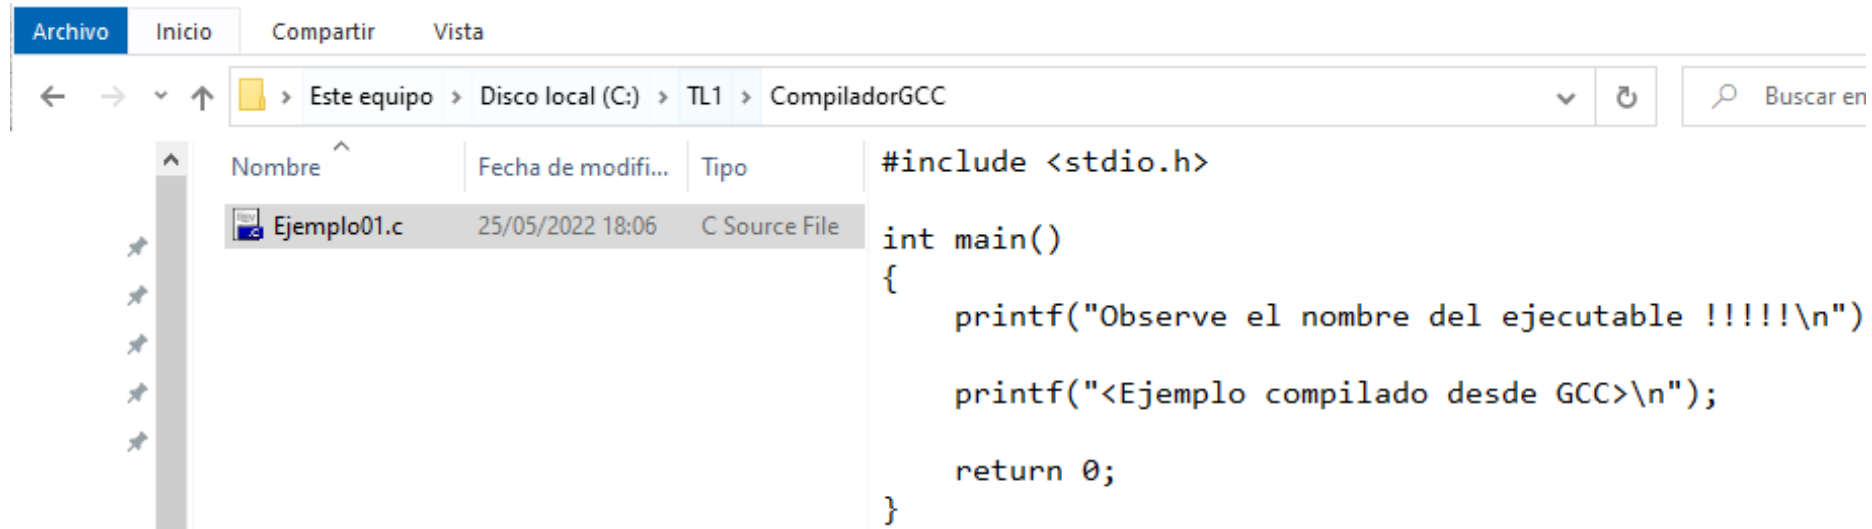 Archivo Inicio Compartir Vista
Este equipo > Disco local (C:) > TL1 > CompiladorGCC
Buscar en
Nombre Fecha de modifi... Tipo
Ejemplo01.c 25/05/2022 18:06 C Source File
#include <stdio.h>
int main()
{
    printf("Observe el nombre del ejecutable !!!!!\n")
    printf("<Ejemplo compilado desde GCC>\n");
    return 0;
}